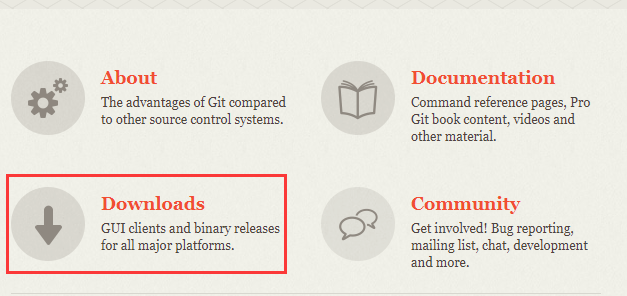 About
The advantages of Git compared
to other source control systems.
Documentation
Command reference pages, Pro
Git book content, videos and
other material.
Downloads
GUI clients and binary releases
for all major platforms.
Community
Get involved! Bug reporting,
mailing list, chat, development
and more.